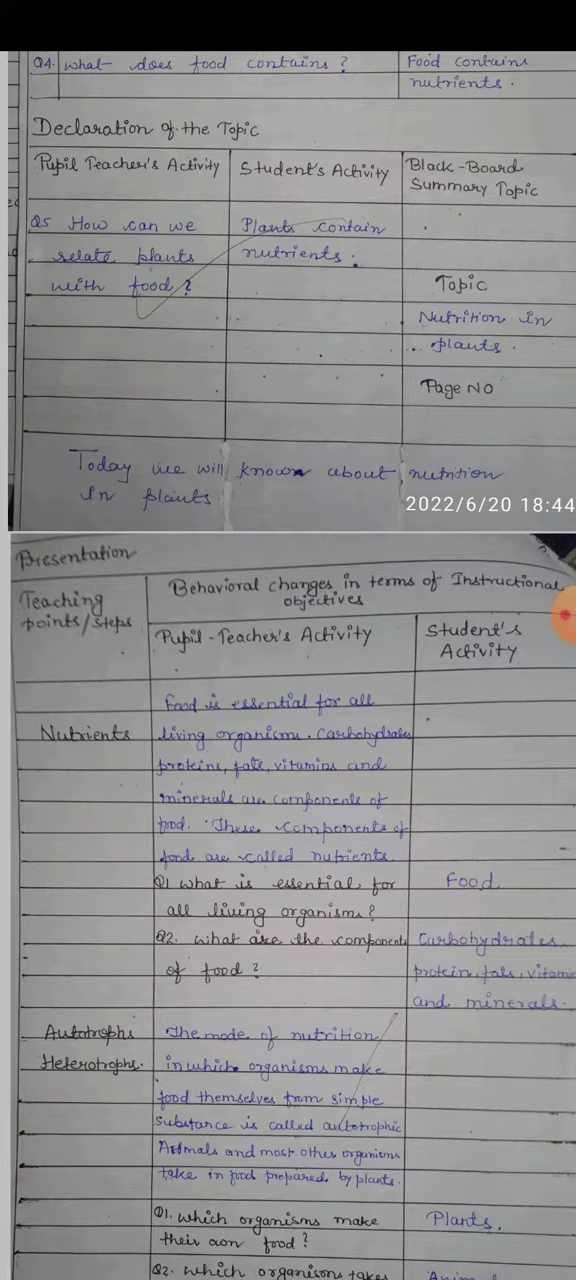 Q4. What does food contains? Food contains
nutrients.
Declaration of the Topic
Pupil Teacher's Activity Student's Activity Black-Board
Summary Topic
Q5 How can we Plants contain
relate plants nutrients.
with food? Topic
Nutrition in
plants.
Page No
Today we will known about nutrition
in plants
2022/6/20 18:44
Presentation
Teaching
points/steps
Behavioral changes in terms of Instructional
objectives
Pupil-Teacher's Activity Student's
Activity
Food is essential for all
Nutrients living organisms. Carbohydrates
proteins, fats, vitamins and
minerals are components of
food. These components of
food are called nutrients.
Q1 What is essential for Food
all living organisms?
Q2. What are the components Carbohydrates
of food? protein, fats, vitamin
and minerals.
Autotrophs The mode of nutrition
Heterotrophs. in which organisms make
food themselves from simple
substance is called autotrophic
Animals and most other organisms
take in food prepared by plants.
Q1. Which organisms make Plants.
their own food?
Q2. Which organisms takes